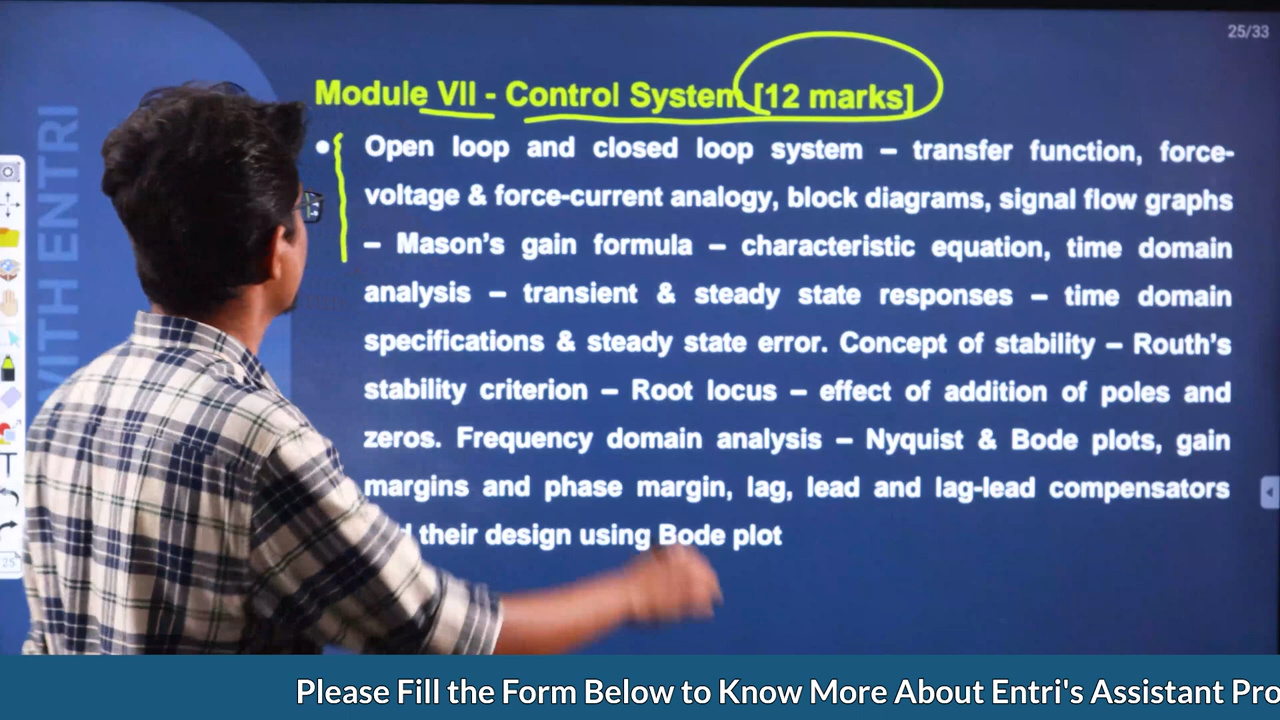 25/33
WITH ENTRI
Module VII - Control System [12 marks]
• Open loop and closed loop system – transfer function, force-
voltage & force-current analogy, block diagrams, signal flow graphs
– Mason's gain formula – characteristic equation, time domain
analysis – transient & steady state responses – time domain
specifications & steady state error. Concept of stability – Routh's
stability criterion – Root locus – effect of addition of poles and
zeros. Frequency domain analysis – Nyquist & Bode plots, gain
margins and phase margin, lag, lead and lag-lead compensators
their design using Bode plot
T
25
Please Fill the Form Below to Know More About Entri's Assistant Pro